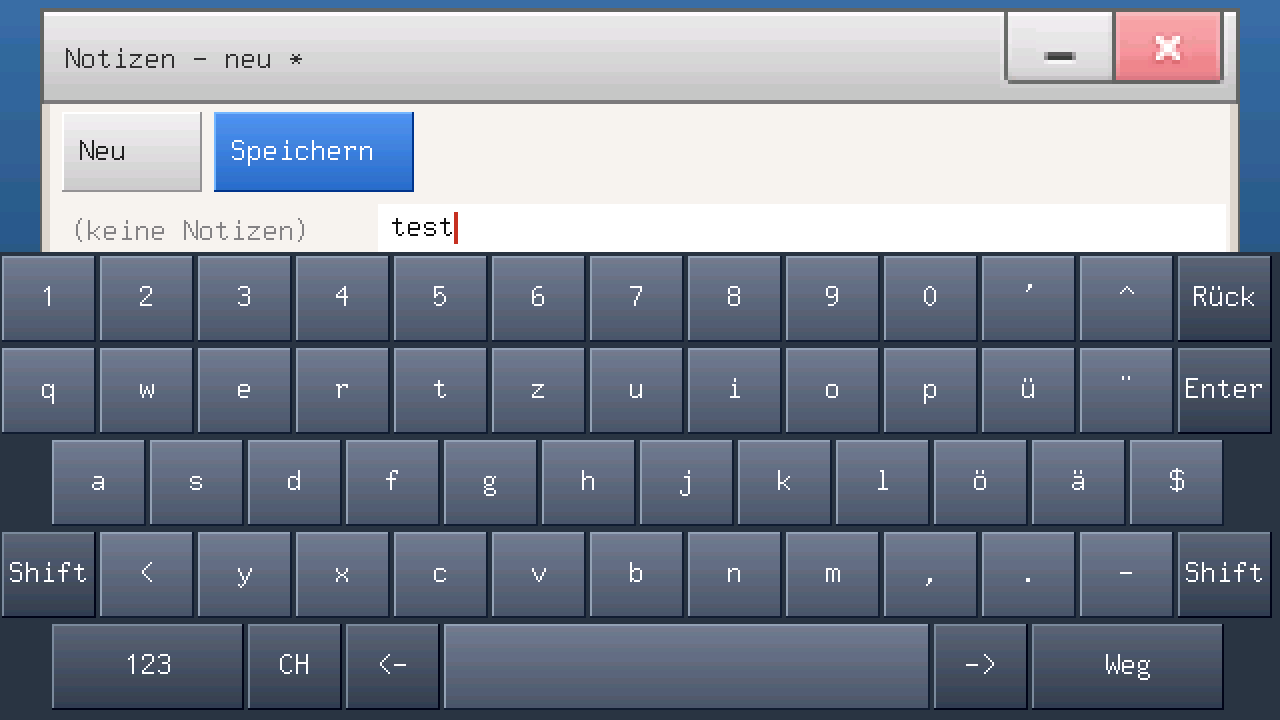 Notizen - neu *
Neu Speichern
(keine Notizen) test
1 2 3 4 5 6 7 8 9 0 ' ^ Rück
q w e r t z u i o p ü ¨ Enter
a s d f g h j k l ö ä $
Shift < y x c v b n m , . - Shift
123 CH <- -> Weg